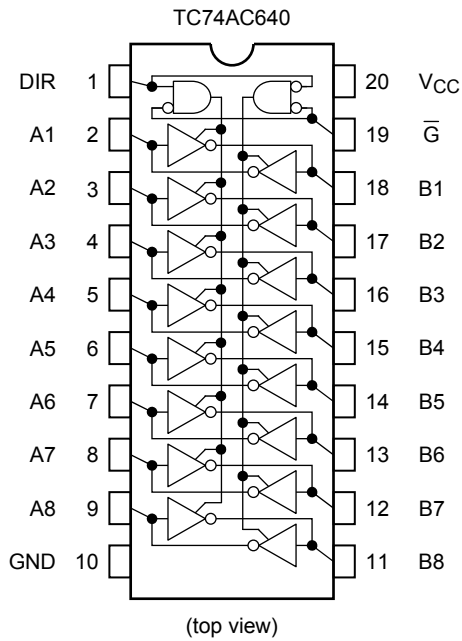 TC74AC640
DIR 1 20 VCC
A1 2 19 G̅
A2 3 18 B1
A3 4 17 B2
A4 5 16 B3
A5 6 15 B4
A6 7 14 B5
A7 8 13 B6
A8 9 12 B7
GND 10 11 B8
(top view)